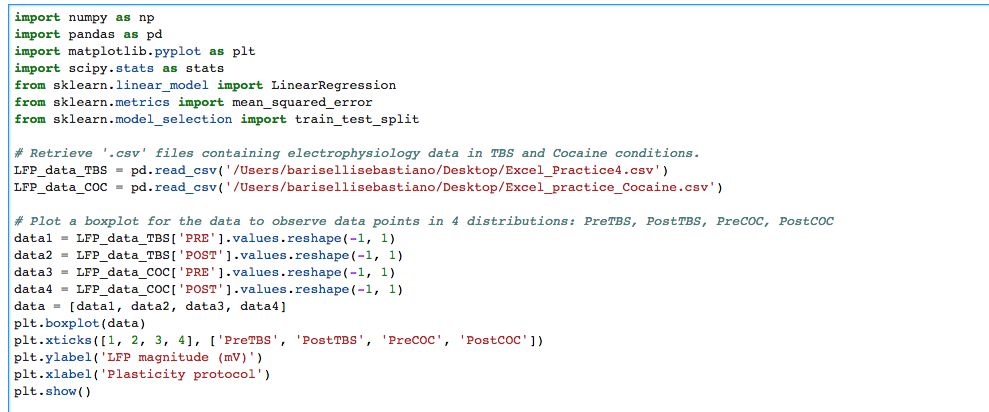 import numpy as np
import pandas as pd
import matplotlib.pyplot as plt
import scipy.stats as stats
from sklearn.linear_model import LinearRegression
from sklearn.metrics import mean_squared_error
from sklearn.model_selection import train_test_split

# Retrieve '.csv' files containing electrophysiology data in TBS and Cocaine conditions.
LFP_data_TBS = pd.read_csv('/Users/barisellisebastiano/Desktop/Excel_Practice4.csv')
LFP_data_COC = pd.read_csv('/Users/barisellisebastiano/Desktop/Excel_practice_Cocaine.csv')

# Plot a boxplot for the data to observe data points in 4 distributions: PreTBS, PostTBS, PreCOC, PostCOC
data1 = LFP_data_TBS['PRE'].values.reshape(-1, 1)
data2 = LFP_data_TBS['POST'].values.reshape(-1, 1)
data3 = LFP_data_COC['PRE'].values.reshape(-1, 1)
data4 = LFP_data_COC['POST'].values.reshape(-1, 1)
data = [data1, data2, data3, data4]
plt.boxplot(data)
plt.xticks([1, 2, 3, 4], ['PreTBS', 'PostTBS', 'PreCOC', 'PostCOC'])
plt.ylabel('LFP magnitude (mV)')
plt.xlabel('Plasticity protocol')
plt.show()